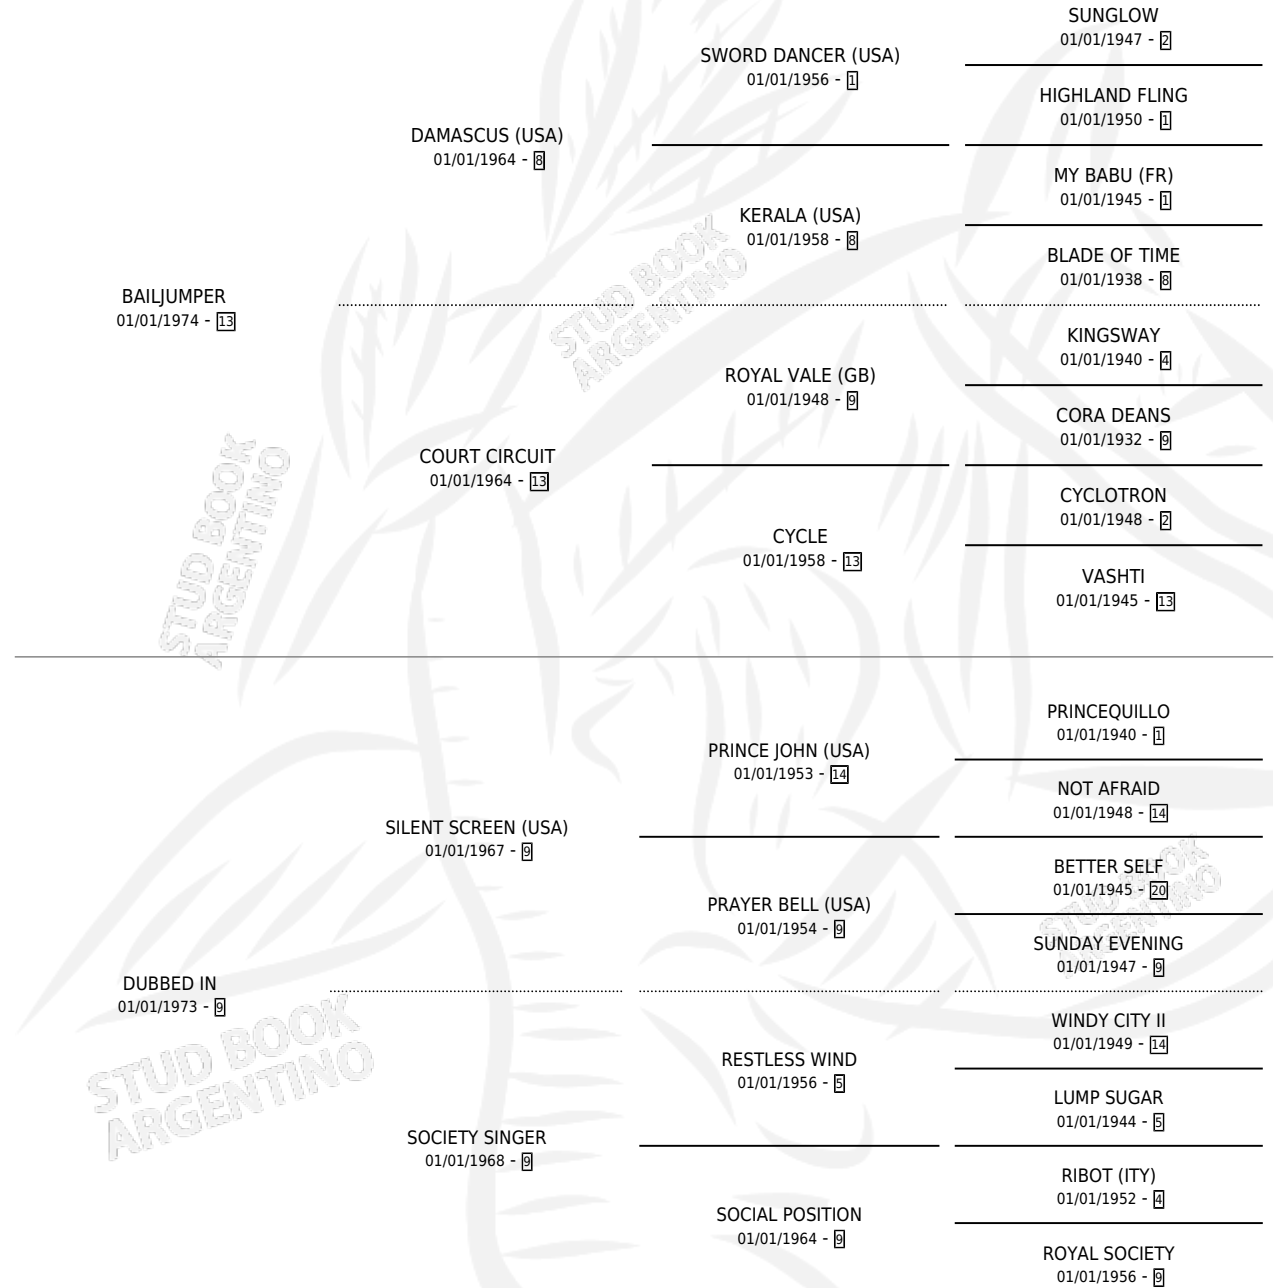 SUNGLOW
01/01/1947 - 2
SWORD DANCER (USA)
01/01/1956 - 1
HIGHLAND FLING
01/01/1950 - 1
DAMASCUS (USA)
01/01/1964 - 8
MY BABU (FR)
01/01/1945 - 1
KERALA (USA)
01/01/1958 - 8
BLADE OF TIME
01/01/1938 - 8
BAILJUMPER
01/01/1974 - 13
KINGSWAY
01/01/1940 - 4
ROYAL VALE (GB)
01/01/1948 - 9
CORA DEANS
01/01/1932 - 9
COURT CIRCUIT
01/01/1964 - 13
CYCLOTRON
01/01/1948 - 2
CYCLE
01/01/1958 - 13
VASHTI
01/01/1945 - 13
PRINCEQUILLO
01/01/1940 - 1
PRINCE JOHN (USA)
01/01/1953 - 14
NOT AFRAID
01/01/1948 - 14
SILENT SCREEN (USA)
01/01/1967 - 9
BETTER SELF
01/01/1945 - 20
PRAYER BELL (USA)
01/01/1954 - 9
SUNDAY EVENING
01/01/1947 - 9
DUBBED IN
01/01/1973 - 9
WINDY CITY II
01/01/1949 - 14
RESTLESS WIND
01/01/1956 - 5
LUMP SUGAR
01/01/1944 - 5
SOCIETY SINGER
01/01/1968 - 9
RIBOT (ITY)
01/01/1952 - 4
SOCIAL POSITION
01/01/1964 - 9
ROYAL SOCIETY
01/01/1956 - 9
STUD BOOK
ARGENTINO
STUD BOOK
ARGENTINO
STUD BOOK
ARGENTINO
STUD BOOK
ARGENTINO